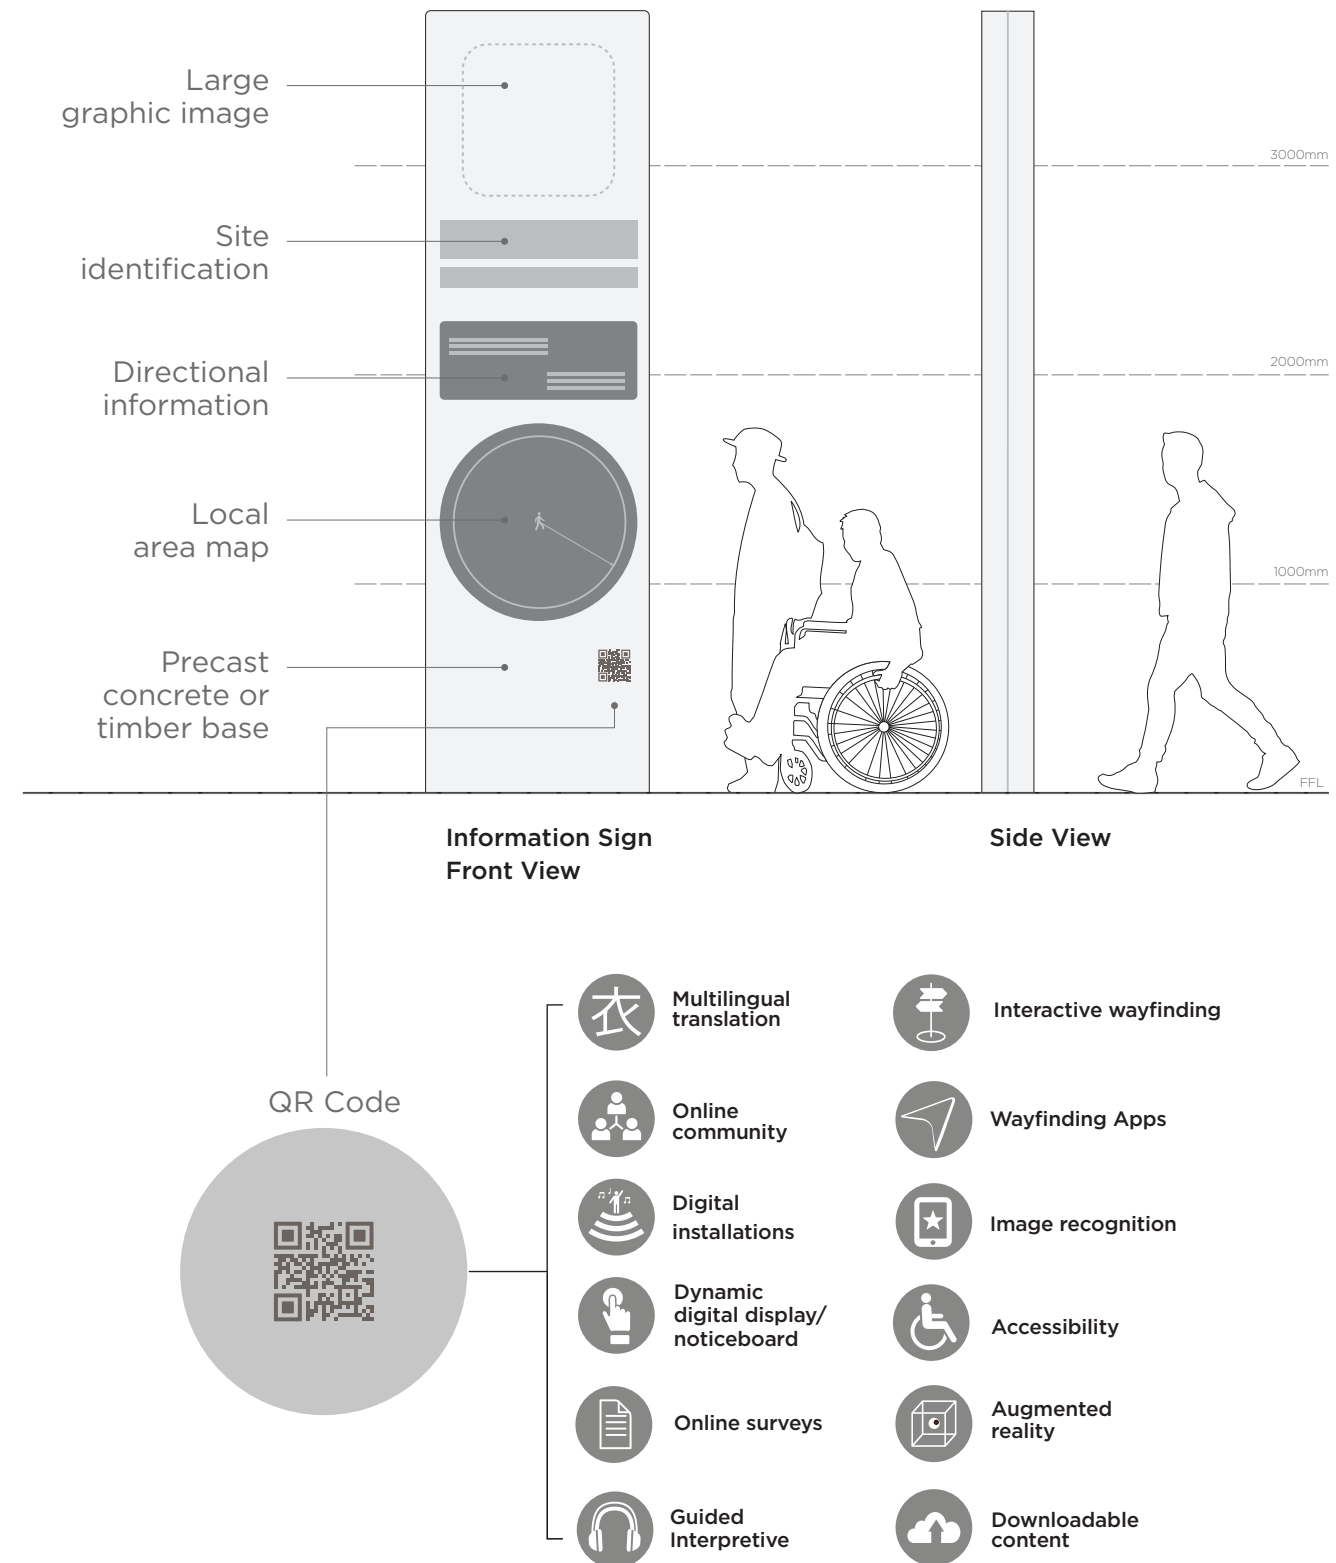 Large
graphic image
3000mm
Site
identification
2000mm
Directional
information
Local
area map
1000mm
Precast
concrete or
timber base
FFL
Information Sign
Front View
Side View
QR Code
衣
Multilingual
translation
Interactive wayfinding
Online
community
Wayfinding Apps
Digital
installations
Image recognition
Dynamic
digital display/
noticeboard
Accessibility
Online surveys
Augmented
reality
Guided
Interpretive
Downloadable
content